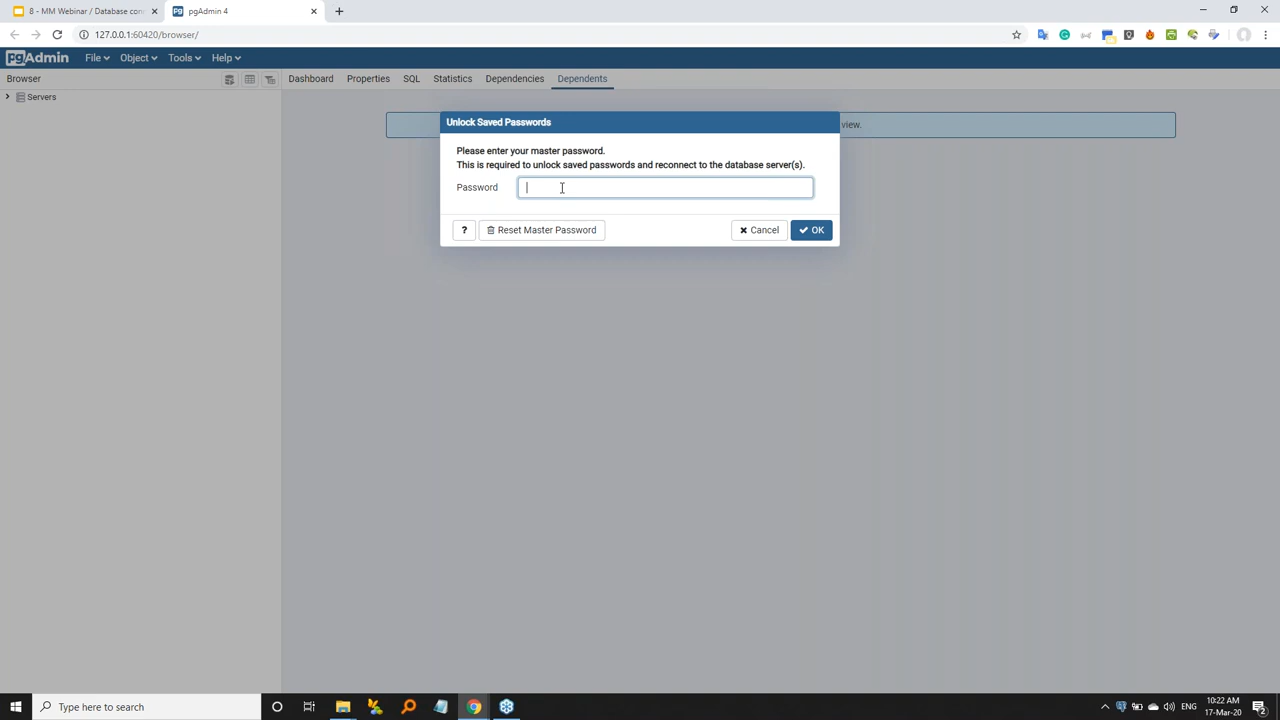 8 - MM Webinar / Database con
pgAdmin 4
127.0.0.1:60420/browser/
pgAdmin
File
Object
Tools
Help
Browser
Dashboard
Properties
SQL
Statistics
Dependencies
Dependents
Servers
view.
Unlock Saved Passwords
Please enter your master password.
This is required to unlock saved passwords and reconnect to the database server(s).
Password
?
Reset Master Password
Cancel
OK
Type here to search
ENG
10:22 AM
17-Mar-20
2